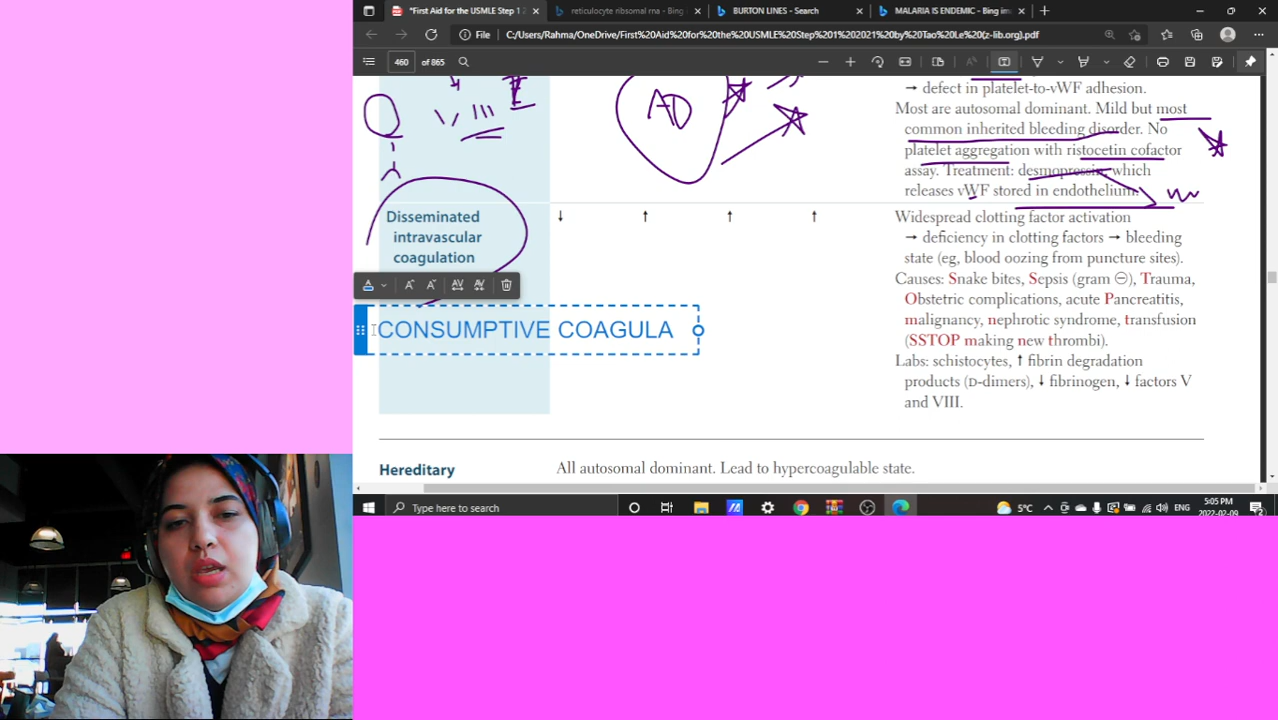 *First Aid for the USMLE Step 1 2
reticulocyte ribsomal rna - Bing
BURTON LINES - Search
MALARIA IS ENDEMIC - Bing im
File
C:/Users/Rahma/OneDrive/First%20Aid%20for%20the%20USMLE%20Step%201%202021%20by%20Tao%20Le%20(z-lib.org).pdf
460 of 865
→ defect in platelet-to-vWF adhesion.
Most are autosomal dominant. Mild but most
common inherited bleeding disorder. No
platelet aggregation with ristocetin cofactor
assay. Treatment: desmopressin, which
releases vWF stored in endothelium.
AD
Disseminated
intravascular
coagulation
↓ ↑ ↑ ↑
Widespread clotting factor activation
→ deficiency in clotting factors → bleeding
state (eg, blood oozing from puncture sites).
Causes: Snake bites, Sepsis (gram ⊖), Trauma,
Obstetric complications, acute Pancreatitis,
malignancy, nephrotic syndrome, transfusion
(SSTOP making new thrombi).
Labs: schistocytes, ↑ fibrin degradation
products (D-dimers), ↓ fibrinogen, ↓ factors V
and VIII.
CONSUMPTIVE COAGULA
Hereditary
All autosomal dominant. Lead to hypercoagulable state.
Type here to search
5°C
ENG
5:05 PM
2022-02-09